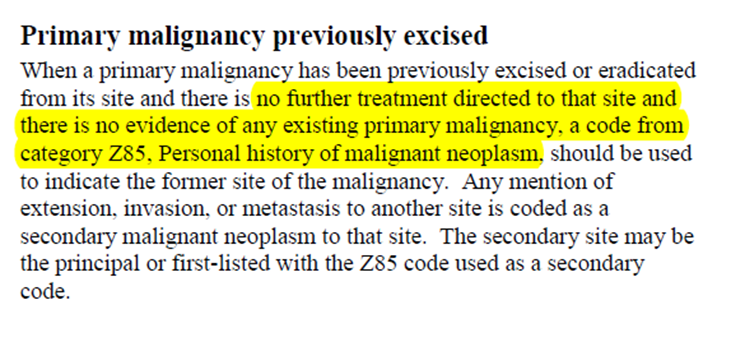 Primary malignancy previously excised
When a primary malignancy has been previously excised or eradicated
from its site and there is no further treatment directed to that site and
there is no evidence of any existing primary malignancy, a code from
category Z85, Personal history of malignant neoplasm, should be used
to indicate the former site of the malignancy.  Any mention of
extension, invasion, or metastasis to another site is coded as a
secondary malignant neoplasm to that site.  The secondary site may be
the principal or first-listed with the Z85 code used as a secondary
code.